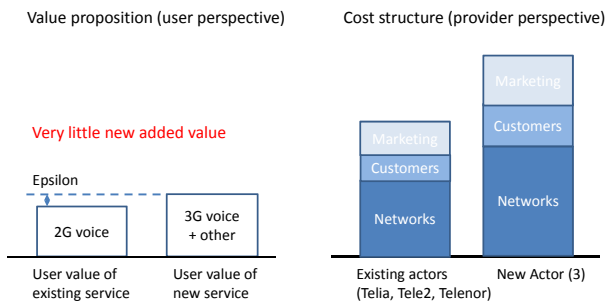 Value proposition (user perspective)
Very little new added value
Epsilon
2G voice
3G voice
+ other
User value of
existing service
User value of
new service
Cost structure (provider perspective)
Marketing
Customers
Networks
Marketing
Customers
Networks
Existing actors
(Telia, Tele2, Telenor)
New Actor (3)